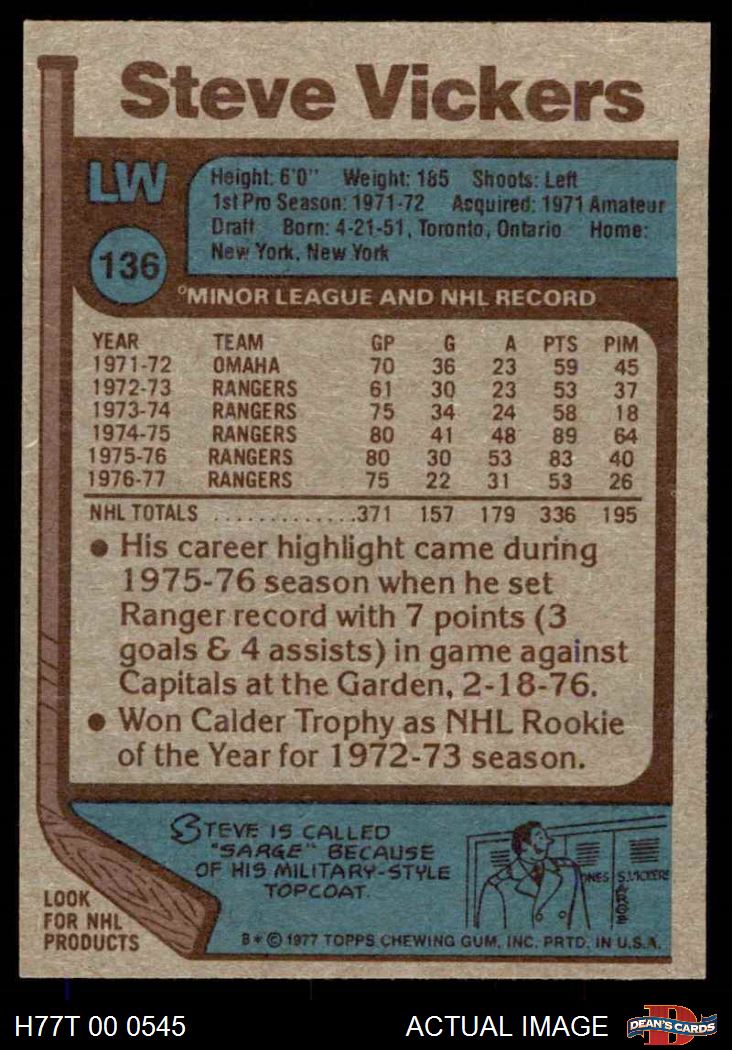 Steve Vickers
LW
136
Height: 6'0" Weight: 185 Shoots: Left
1st Pro Season: 1971-72 Acquired: 1971 Amateur
Draft Born: 4-21-51, Toronto, Ontario Home:
New York, New York
°MINOR LEAGUE AND NHL RECORD
YEAR TEAM GP G A PTS PIM
1971-72 OMAHA 70 36 23 59 45
1972-73 RANGERS 61 30 23 53 37
1973-74 RANGERS 75 34 24 58 18
1974-75 RANGERS 80 41 48 89 64
1975-76 RANGERS 80 30 53 83 40
1976-77 RANGERS 75 22 31 53 26
NHL TOTALS .............371 157 179 336 195
● His career highlight came during
1975-76 season when he set
Ranger record with 7 points (3
goals & 4 assists) in game against
Capitals at the Garden, 2-18-76.
● Won Calder Trophy as NHL Rookie
of the Year for 1972-73 season.
STEVE IS CALLED
"SARGE" BECAUSE
OF HIS MILITARY-STYLE
TOPCOAT.
ONES S.VICKERS
SARGE
LOOK
FOR NHL
PRODUCTS
B * © 1977 TOPPS CHEWING GUM, INC. PRTD. IN U.S.A.
H77T 00 0545 ACTUAL IMAGE
D
DEAN'S CARDS